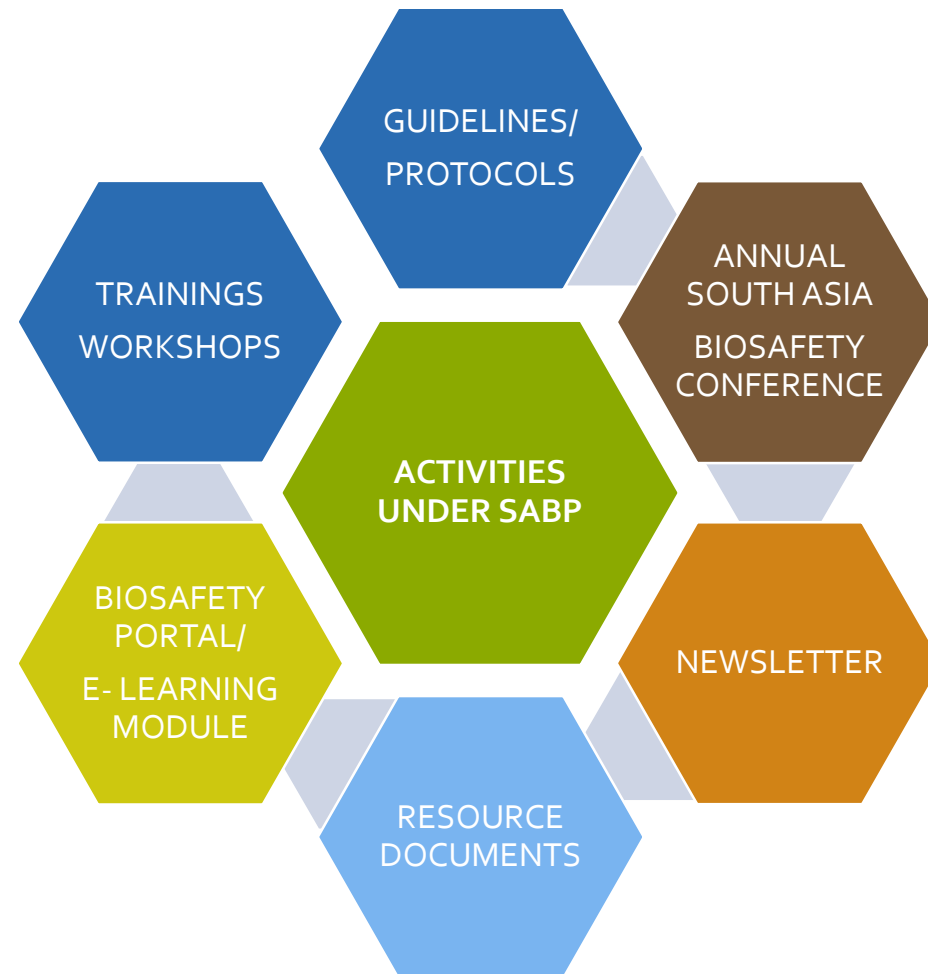 GUIDELINES/
PROTOCOLS
ANNUAL
SOUTH ASIA
BIOSAFETY
CONFERENCE
TRAININGS
WORKSHOPS
ACTIVITIES
UNDER SABP
BIOSAFETY
PORTAL/
E- LEARNING
MODULE
NEWSLETTER
RESOURCE
DOCUMENTS